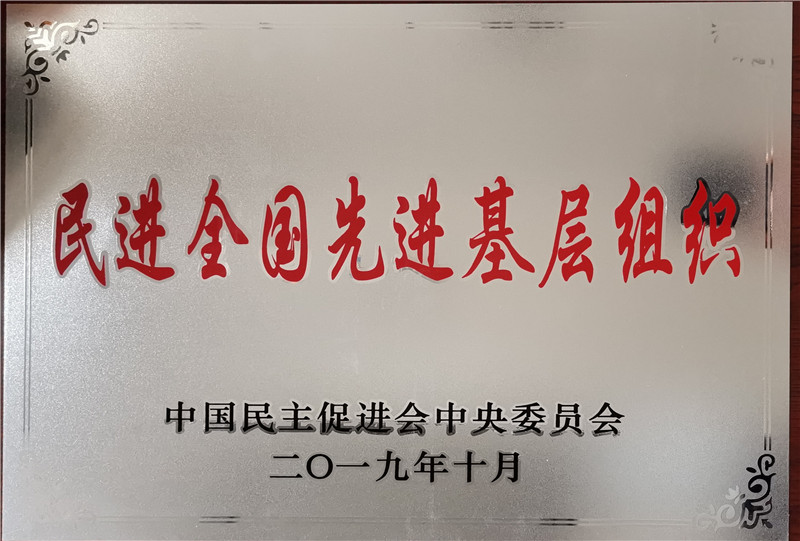 民进全国先进基层组织
中国民主促进会中央委员会
二〇一九年十月